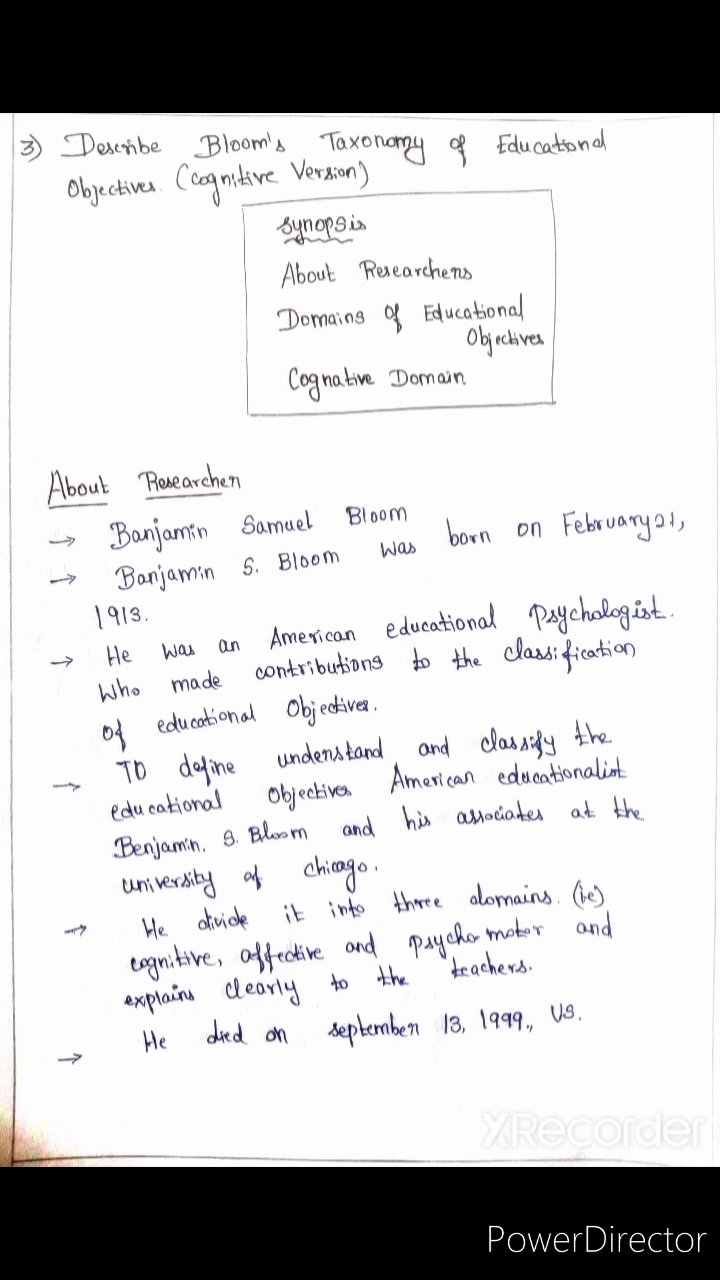 3) Describe Bloom's Taxonomy of Educational
Objectives. (Cognitive Version)
Synopsis
About Researchers
Domains of Educational
Objectives
Cognative Domain
About Researcher
→ Banjamin Samuel Bloom
→ Banjamin S. Bloom was born on February 21,
1913.
→ He was an American educational Psychologist.
Who made contributions to the classification
of educational Objectives.
→ TO define understand and classify the
educational Objectives American educationalist
Benjamin. S. Bloom and his associates at the
university of chicago.
→ He divide it into three domains. (ie)
cognitive, affective and psycho motor and
explains clearly to the teachers.
→ He died on september 13, 1999., US.
XRecorder
PowerDirector